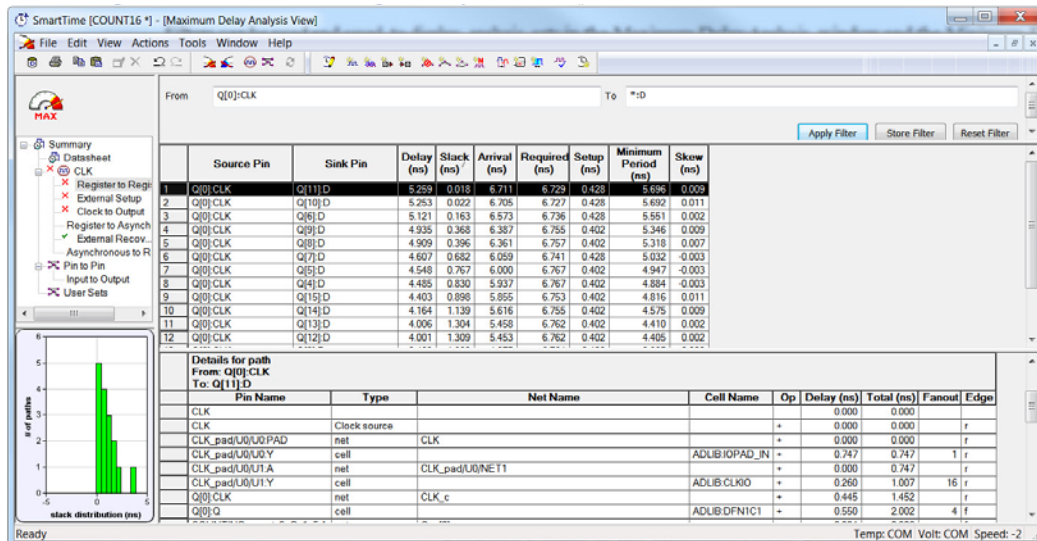 SmartTime [COUNT16 *] - [Maximum Delay Analysis View]
File Edit View Actions Tools Window Help
MAX
From Q[0]:CLK To *:D
Apply Filter Store Filter Reset Filter
Summary
Datasheet
CLK
Register to Regi
External Setup
Clock to Output
Register to Asynch
External Recov...
Asynchronous to R
Pin to Pin
Input to Output
User Sets
Source Pin Sink Pin Delay (ns) Slack (ns) Arrival (ns) Required (ns) Setup (ns) Minimum Period (ns) Skew (ns)
1 Q[0]:CLK Q[11]:D 5.259 0.018 6.711 6.729 0.428 5.696 0.009
2 Q[0]:CLK Q[10]:D 5.253 0.022 6.705 6.727 0.428 5.692 0.011
3 Q[0]:CLK Q[6]:D 5.121 0.163 6.573 6.736 0.428 5.551 0.002
4 Q[0]:CLK Q[9]:D 4.935 0.368 6.387 6.755 0.402 5.346 0.009
5 Q[0]:CLK Q[8]:D 4.909 0.396 6.361 6.757 0.402 5.318 0.007
6 Q[0]:CLK Q[7]:D 4.607 0.682 6.059 6.741 0.428 5.032 -0.003
7 Q[0]:CLK Q[5]:D 4.548 0.767 6.000 6.767 0.402 4.947 -0.003
8 Q[0]:CLK Q[4]:D 4.485 0.830 5.937 6.767 0.402 4.884 -0.003
9 Q[0]:CLK Q[15]:D 4.403 0.898 5.855 6.753 0.402 4.816 0.011
10 Q[0]:CLK Q[14]:D 4.164 1.139 5.616 6.755 0.402 4.575 0.009
11 Q[0]:CLK Q[13]:D 4.006 1.304 5.458 6.762 0.402 4.410 0.002
12 Q[0]:CLK Q[12]:D 4.001 1.309 5.453 6.762 0.402 4.405 0.002
# of paths
6
5
4
3
2
1
0
-5 0 5
slack distribution (ns)
Details for path
From: Q[0]:CLK
To: Q[11]:D
Pin Name Type Net Name Cell Name Op Delay (ns) Total (ns) Fanout Edge
CLK 0.000 0.000
CLK Clock source + 0.000 0.000 r
CLK_pad/U0/U0:PAD net CLK + 0.000 0.000 r
CLK_pad/U0/U0:Y cell ADLIB:IOPAD_IN + 0.747 0.747 1 r
CLK_pad/U0/U1:A net CLK_pad/U0/NET1 + 0.000 0.747 r
CLK_pad/U0/U1:Y cell ADLIB:CLKIO + 0.260 1.007 16 r
Q[0]:CLK net CLK_c + 0.445 1.452 r
Q[0]:Q cell ADLIB:DFN1C1 + 0.550 2.002 4 f
Ready Temp: COM Volt: COM Speed: -2